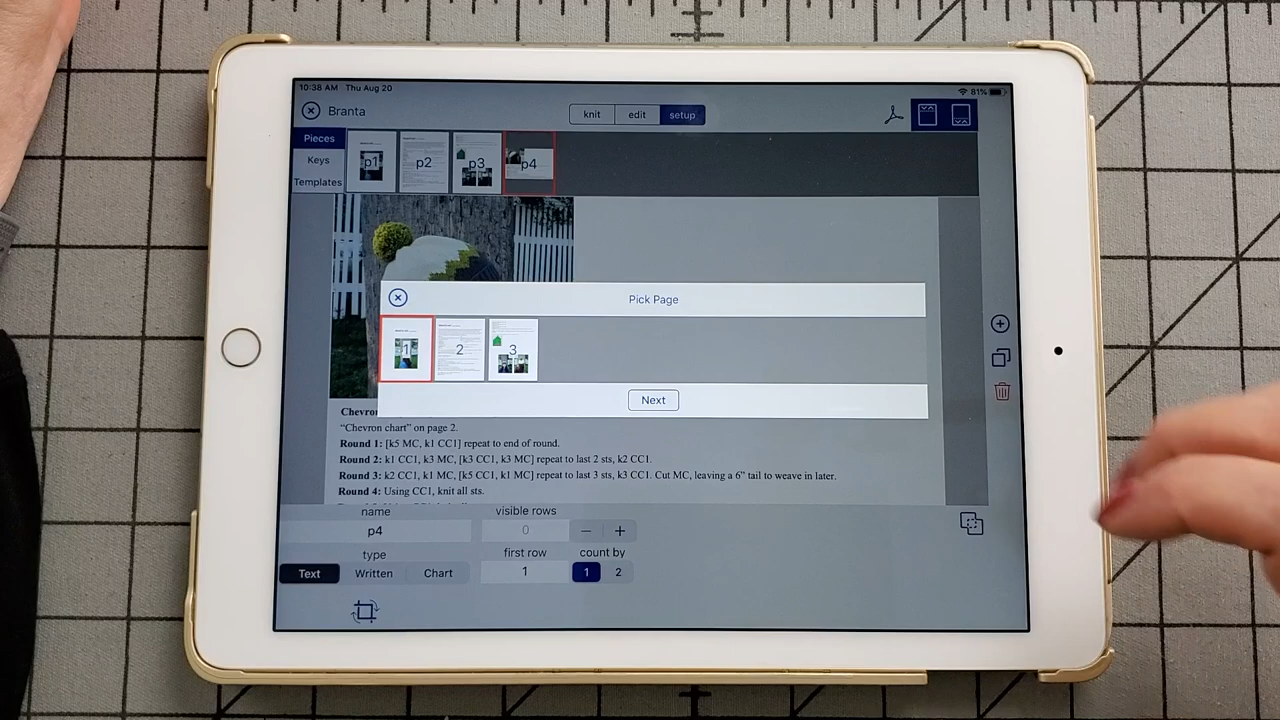 10:38 AM Thu Aug 20
81%
Branta
knit edit setup
Pieces
Keys
Templates
p1 p2 p3 p4
Pick Page
1 2 3
Next
Chevron
“Chevron chart” on page 2.
Round 1: [k5 MC, k1 CC1] repeat to end of round.
Round 2: k1 CC1, k3 MC, [k3 CC1, k3 MC] repeat to last 2 sts, k2 CC1.
Round 3: k2 CC1, k1 MC, [k5 CC1, k1 MC] repeat to last 3 sts, k3 CC1. Cut MC, leaving a 6” tail to weave in later.
Round 4: Using CC1, knit all sts.
name visible rows
p4 0 – +
type first row count by
Text Written Chart 1 1 2